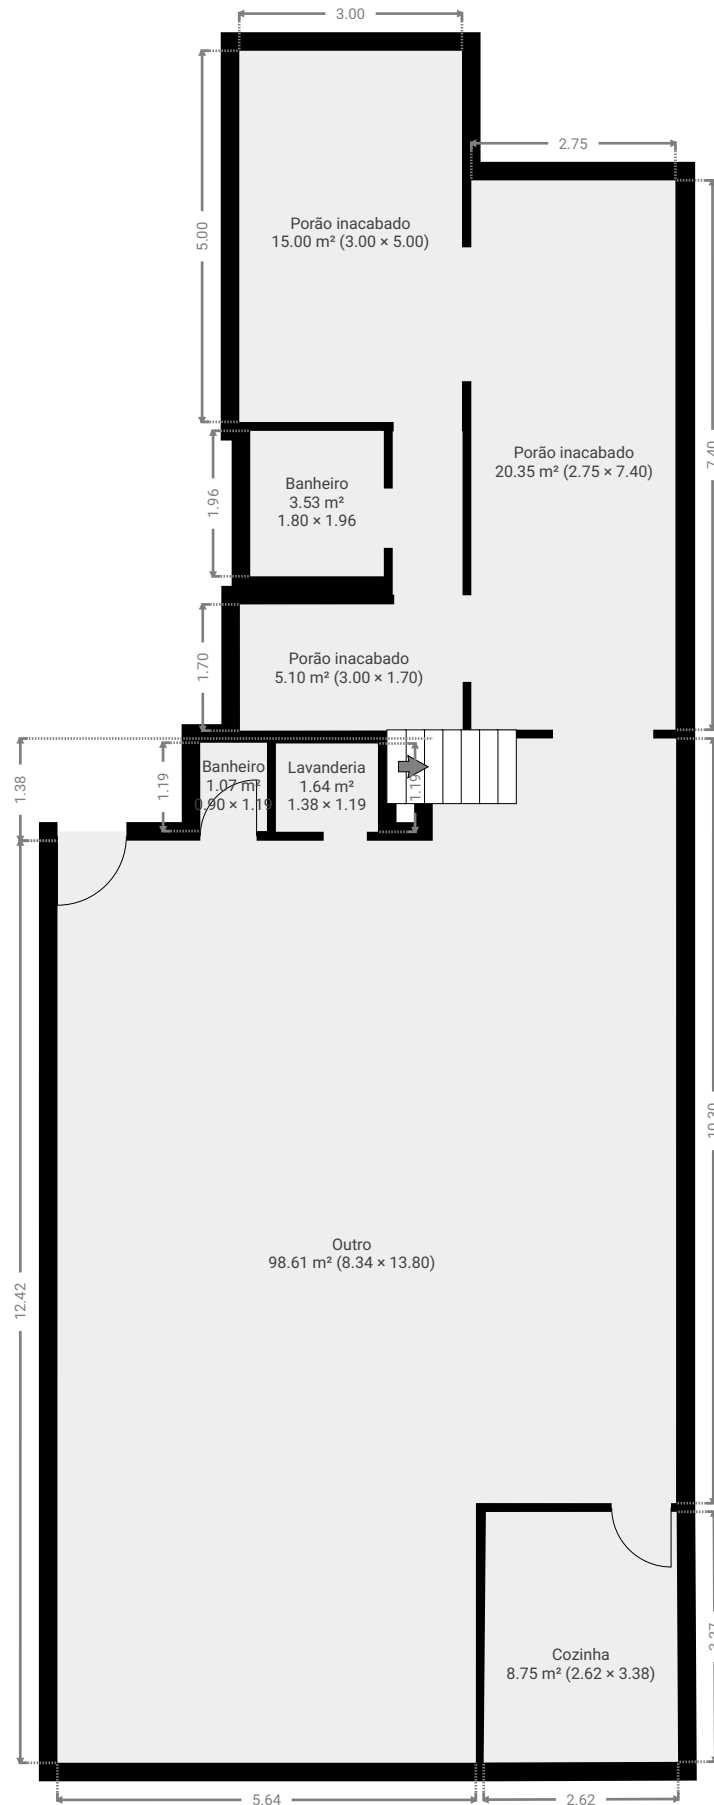 3.00
2.75
5.00
Porão inacabado
15.00 m² (3.00 × 5.00)
7.40
Porão inacabado
20.35 m² (2.75 × 7.40)
1.96
Banheiro
3.53 m²
1.80 × 1.96
1.70
Porão inacabado
5.10 m² (3.00 × 1.70)
1.38
1.19
Banheiro
1.07 m²
0.90 × 1.19
Lavanderia
1.64 m²
1.38 × 1.19
1.19
12.42
Outro
98.61 m² (8.34 × 13.80)
Cozinha
8.75 m² (2.62 × 3.38)
5.64
2.62